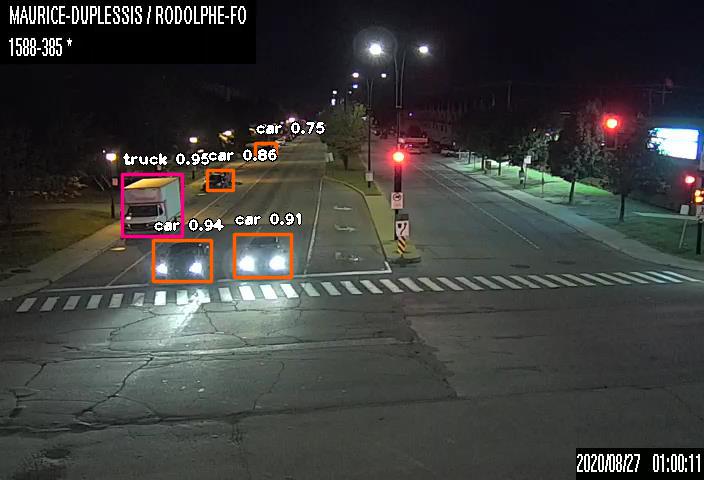 MAURICE-DUPLESSIS / RODOLPHE-FO
1588-385 *
car 0.75
truck 0.95
car 0.86
car 0.94
car 0.91
2020/08/27 01:00:11